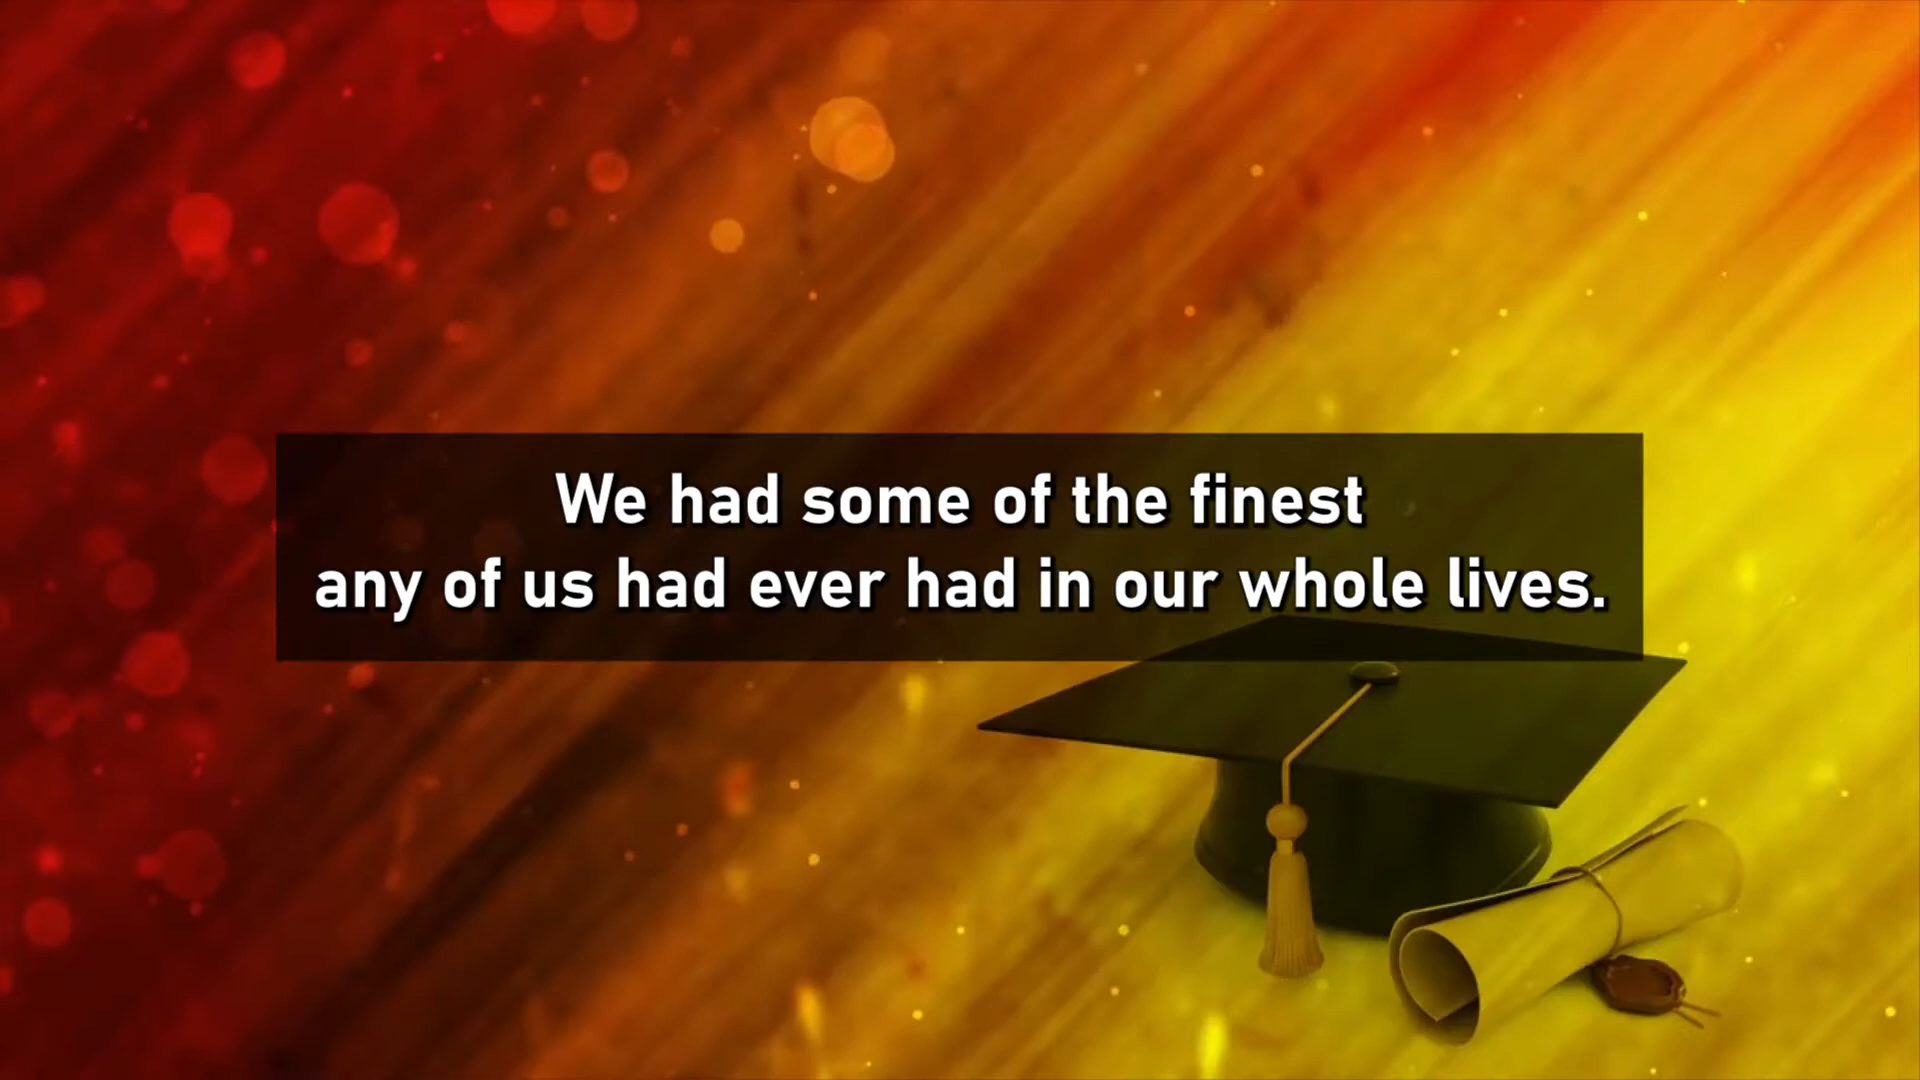 We had some of the finest
any of us had ever had in our whole lives.